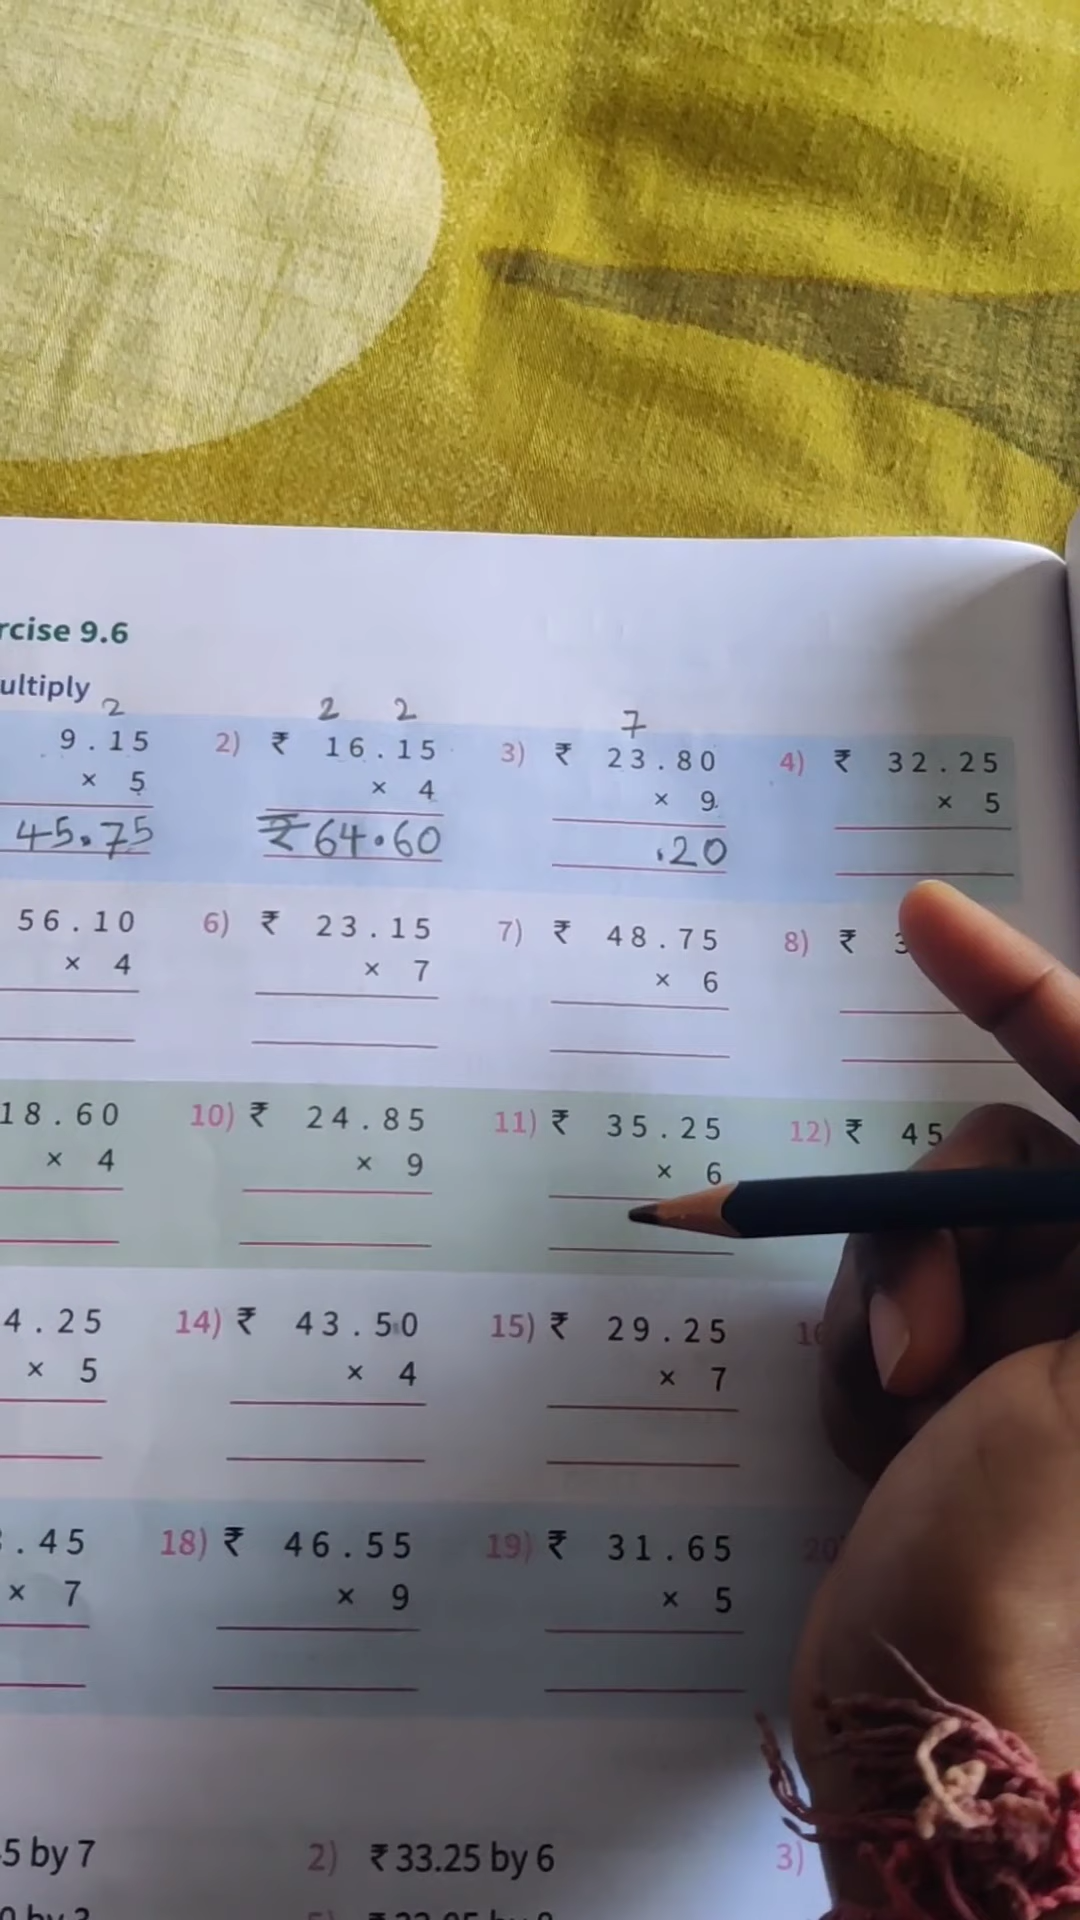 rcise 9.6
ultiply
2 2 2 7
9.15 2) ₹ 16.15 3) ₹ 23.80 4) ₹ 32.25
× 5 × 4 × 9 × 5
45.75 ₹64.60 .20
56.10 6) ₹ 23.15 7) ₹ 48.75 8) ₹ 3
× 4 × 7 × 6
18.60 10) ₹ 24.85 11) ₹ 35.25 12) ₹ 45
× 4 × 9 × 6
4.25 14) ₹ 43.50 15) ₹ 29.25 16
× 5 × 4 × 7
.45 18) ₹ 46.55 19) ₹ 31.65 20
× 7 × 9 × 5
5 by 7 2) ₹ 33.25 by 6 3)